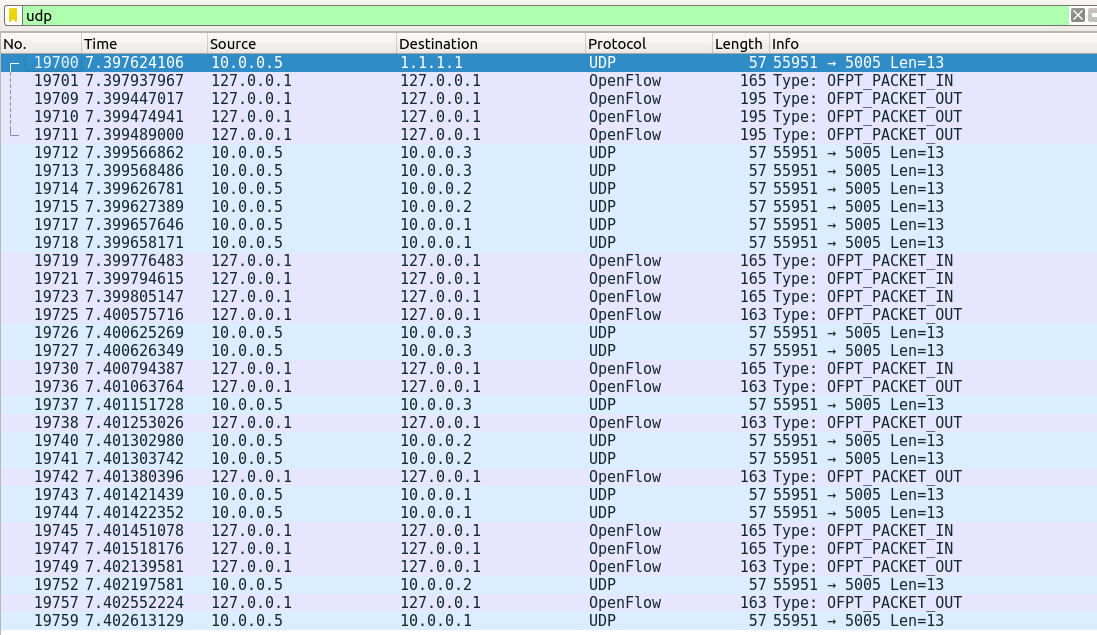 udp
No. Time Source Destination Protocol Length Info
19700 7.397624106 10.0.0.5 1.1.1.1 UDP 57 55951 → 5005 Len=13
19701 7.397937967 127.0.0.1 127.0.0.1 OpenFlow 165 Type: OFPT_PACKET_IN
19709 7.399447017 127.0.0.1 127.0.0.1 OpenFlow 195 Type: OFPT_PACKET_OUT
19710 7.399474941 127.0.0.1 127.0.0.1 OpenFlow 195 Type: OFPT_PACKET_OUT
19711 7.399489000 127.0.0.1 127.0.0.1 OpenFlow 195 Type: OFPT_PACKET_OUT
19712 7.399566862 10.0.0.5 10.0.0.3 UDP 57 55951 → 5005 Len=13
19713 7.399568486 10.0.0.5 10.0.0.3 UDP 57 55951 → 5005 Len=13
19714 7.399626781 10.0.0.5 10.0.0.2 UDP 57 55951 → 5005 Len=13
19715 7.399627389 10.0.0.5 10.0.0.2 UDP 57 55951 → 5005 Len=13
19717 7.399657646 10.0.0.5 10.0.0.1 UDP 57 55951 → 5005 Len=13
19718 7.399658171 10.0.0.5 10.0.0.1 UDP 57 55951 → 5005 Len=13
19719 7.399776483 127.0.0.1 127.0.0.1 OpenFlow 165 Type: OFPT_PACKET_IN
19721 7.399794615 127.0.0.1 127.0.0.1 OpenFlow 165 Type: OFPT_PACKET_IN
19723 7.399805147 127.0.0.1 127.0.0.1 OpenFlow 165 Type: OFPT_PACKET_IN
19725 7.400575716 127.0.0.1 127.0.0.1 OpenFlow 163 Type: OFPT_PACKET_OUT
19726 7.400625269 10.0.0.5 10.0.0.3 UDP 57 55951 → 5005 Len=13
19727 7.400626349 10.0.0.5 10.0.0.3 UDP 57 55951 → 5005 Len=13
19730 7.400794387 127.0.0.1 127.0.0.1 OpenFlow 165 Type: OFPT_PACKET_IN
19736 7.401063764 127.0.0.1 127.0.0.1 OpenFlow 163 Type: OFPT_PACKET_OUT
19737 7.401151728 10.0.0.5 10.0.0.3 UDP 57 55951 → 5005 Len=13
19738 7.401253026 127.0.0.1 127.0.0.1 OpenFlow 163 Type: OFPT_PACKET_OUT
19740 7.401302980 10.0.0.5 10.0.0.2 UDP 57 55951 → 5005 Len=13
19741 7.401303742 10.0.0.5 10.0.0.2 UDP 57 55951 → 5005 Len=13
19742 7.401380396 127.0.0.1 127.0.0.1 OpenFlow 163 Type: OFPT_PACKET_OUT
19743 7.401421439 10.0.0.5 10.0.0.1 UDP 57 55951 → 5005 Len=13
19744 7.401422352 10.0.0.5 10.0.0.1 UDP 57 55951 → 5005 Len=13
19745 7.401451078 127.0.0.1 127.0.0.1 OpenFlow 165 Type: OFPT_PACKET_IN
19747 7.401518176 127.0.0.1 127.0.0.1 OpenFlow 165 Type: OFPT_PACKET_IN
19749 7.402139581 127.0.0.1 127.0.0.1 OpenFlow 163 Type: OFPT_PACKET_OUT
19752 7.402197581 10.0.0.5 10.0.0.2 UDP 57 55951 → 5005 Len=13
19757 7.402552224 127.0.0.1 127.0.0.1 OpenFlow 163 Type: OFPT_PACKET_OUT
19759 7.402613129 10.0.0.5 10.0.0.1 UDP 57 55951 → 5005 Len=13